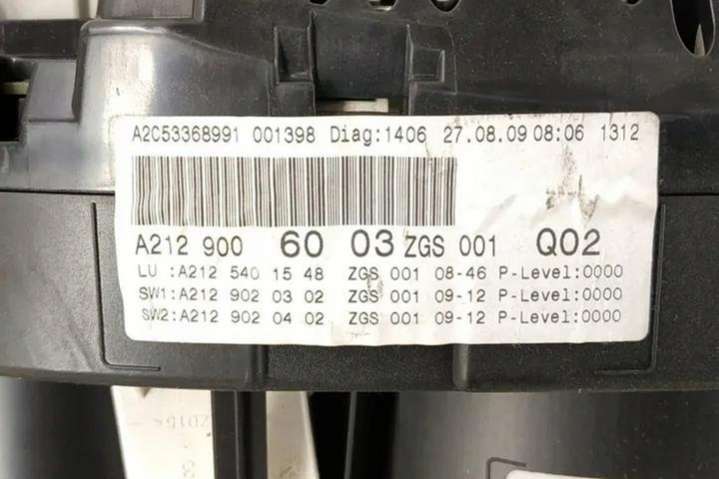 A2C53368991 001398 Diag:1406 27.08.09 08:06 1312
A212 900 60 03 ZGS 001 Q02
LU :A212 540 15 48 ZGS 001 08-46 P-Level:0000
SW1:A212 902 03 02 ZGS 001 09-12 P-Level:0000
SW2:A212 902 04 02 ZGS 001 09-12 P-Level:0000